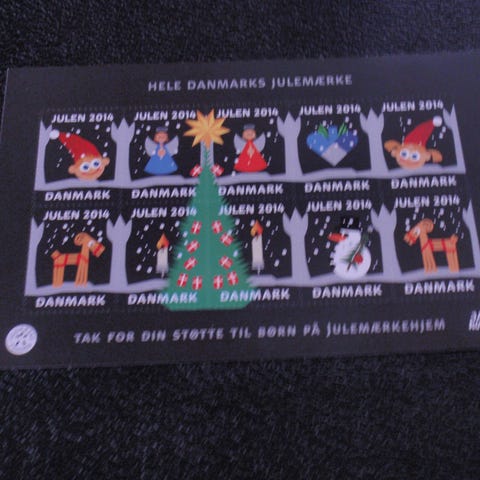 HELE DANMARKS JULEMÆRKE
JULEN 2014 JULEN 2014 JULEN 2014 JULEN 2014 JULEN 2014
DANMARK DANMARK DANMARK DANMARK DANMARK
JULEN 2014 JULEN 2014 JULEN 2014 JULEN 2014 JULEN 2014
DANMARK DANMARK DANMARK DANMARK DANMARK
TAK FOR DIN STØTTE TIL BØRN PÅ JULEMÆRKEHJEM